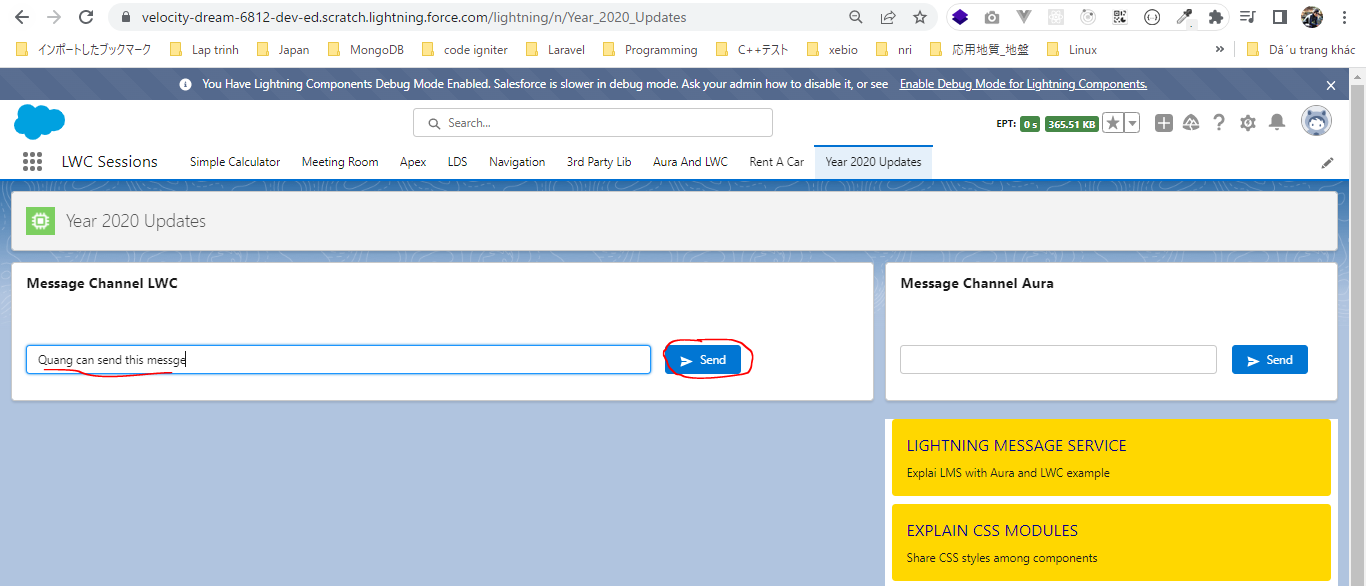 velocity-dream-6812-dev-ed.scratch.lightning.force.com/lightning/n/Year_2020_Updates
インポートしたブックマーク Lap trinh Japan MongoDB code igniter Laravel Programming C++テスト xebio nri 応用地質_地盤 Linux » Dấu trang khác
You Have Lightning Components Debug Mode Enabled. Salesforce is slower in debug mode. Ask your admin how to disable it, or see Enable Debug Mode for Lightning Components.
Search...
EPT: 0 s 365.51 KB
LWC Sessions Simple Calculator Meeting Room Apex LDS Navigation 3rd Party Lib Aura And LWC Rent A Car Year 2020 Updates
Year 2020 Updates
Message Channel LWC
Quang can send this messge
Send
Message Channel Aura
Send
LIGHTNING MESSAGE SERVICE
Explai LMS with Aura and LWC example
EXPLAIN CSS MODULES
Share CSS styles among components